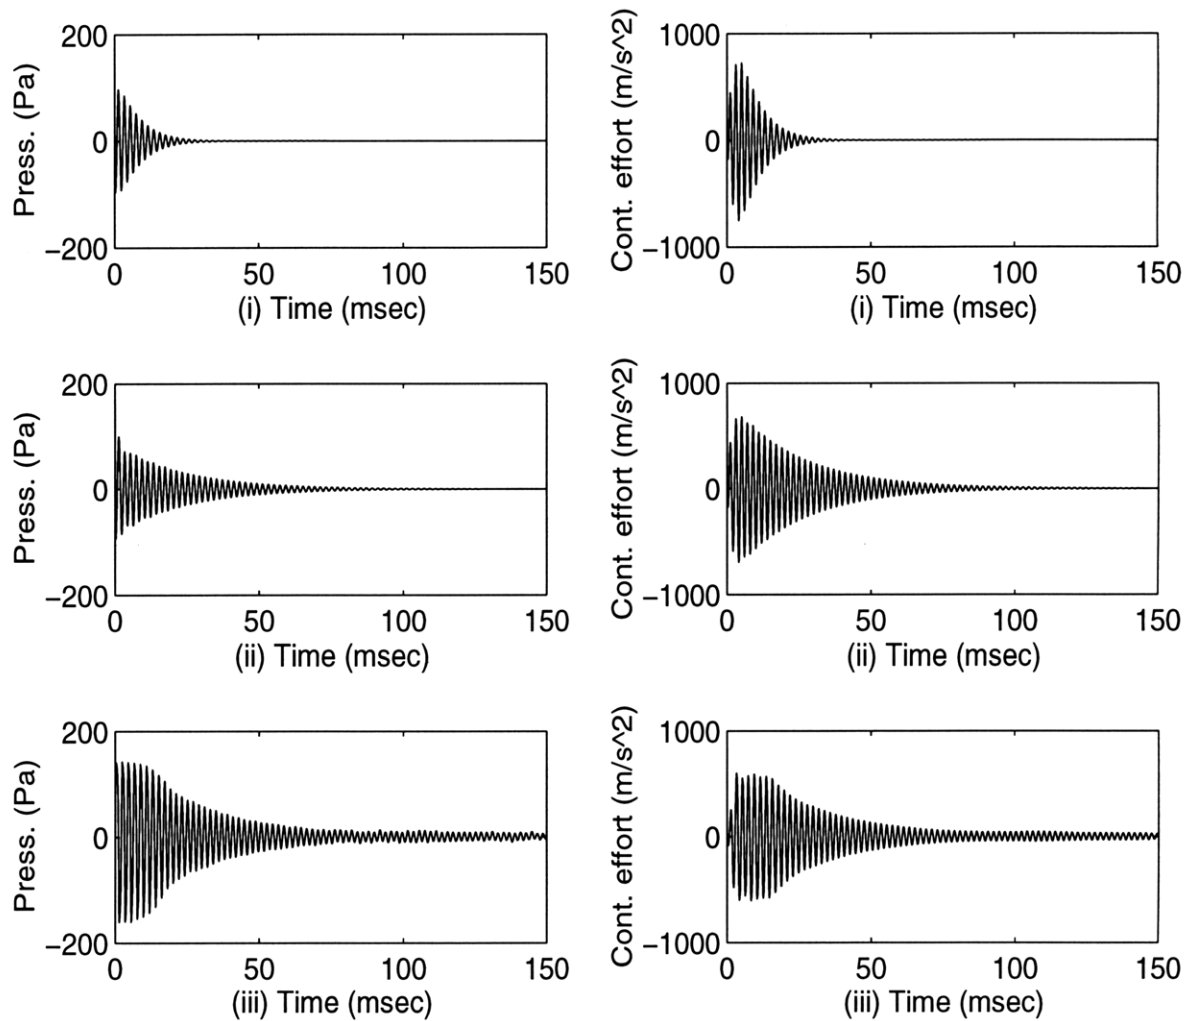 Press. (Pa)
200
0
−200
0 50 100 150
(i) Time (msec)
Cont. effort (m/s^2)
1000
0
−1000
0 50 100 150
(i) Time (msec)
Press. (Pa)
200
0
−200
0 50 100 150
(ii) Time (msec)
Cont. effort (m/s^2)
1000
0
−1000
0 50 100 150
(ii) Time (msec)
Press. (Pa)
200
0
−200
0 50 100 150
(iii) Time (msec)
Cont. effort (m/s^2)
1000
0
−1000
0 50 100 150
(iii) Time (msec)